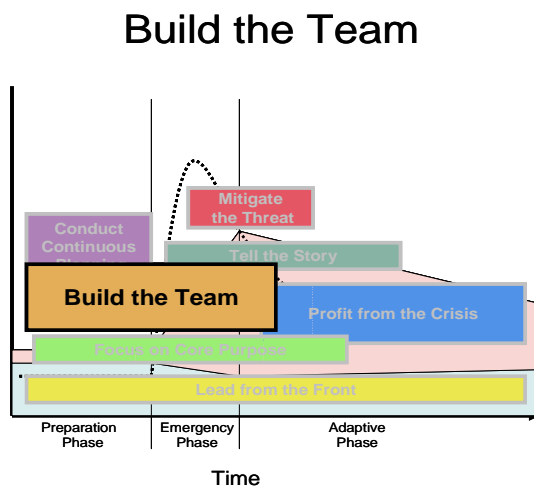 Build the Team
Mitigate
the Threat
Conduct
Continuous
Tell the Story
Build the Team
Profit from the Crisis
Focus on Core Purpose
Lead from the Front
Preparation
Phase
Emergency
Phase
Adaptive
Phase
Time